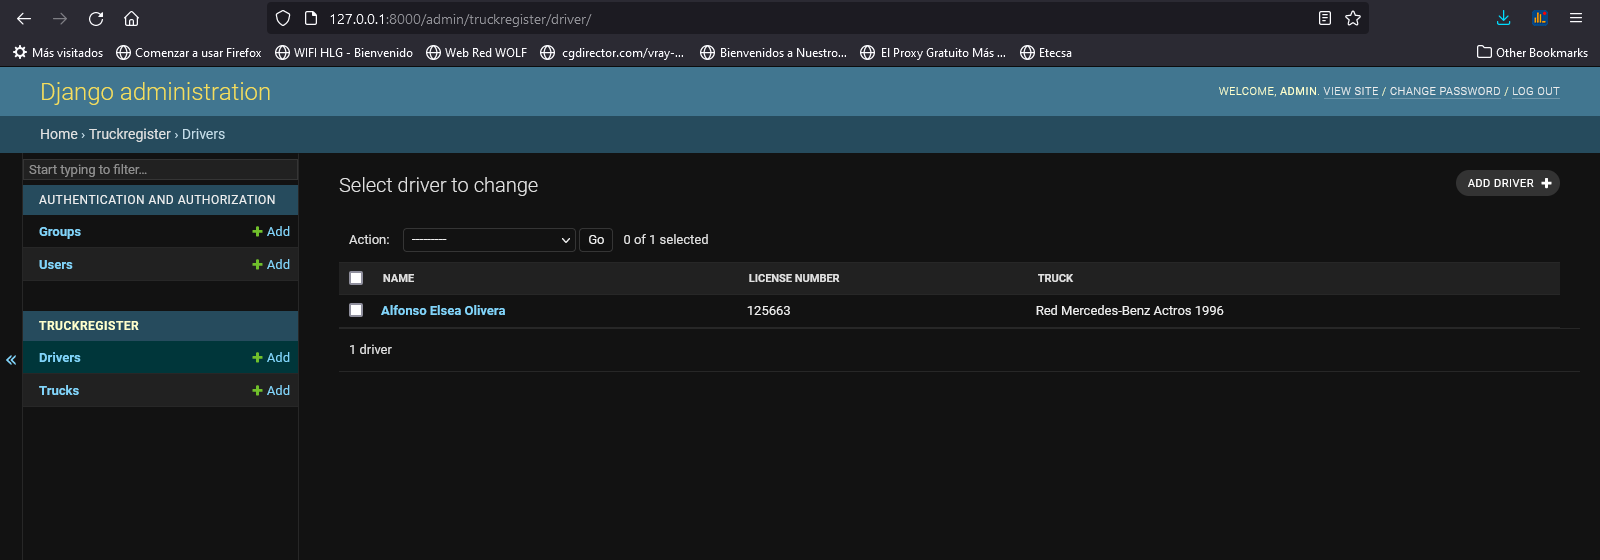 127.0.0.1:8000/admin/truckregister/driver/
Más visitados Comenzar a usar Firefox WIFI HLG - Bienvenido Web Red WOLF cgdirector.com/vray-... Bienvenidos a Nuestro... El Proxy Gratuito Más ... Etecsa Other Bookmarks
Django administration
WELCOME, ADMIN. VIEW SITE / CHANGE PASSWORD / LOG OUT
Home › Truckregister › Drivers
Start typing to filter...
AUTHENTICATION AND AUTHORIZATION
Groups + Add
Users + Add
TRUCKREGISTER
Drivers + Add
Trucks + Add
«
Select driver to change
ADD DRIVER +
Action: --------- Go 0 of 1 selected
NAME LICENSE NUMBER TRUCK
Alfonso Elsea Olivera 125663 Red Mercedes-Benz Actros 1996
1 driver